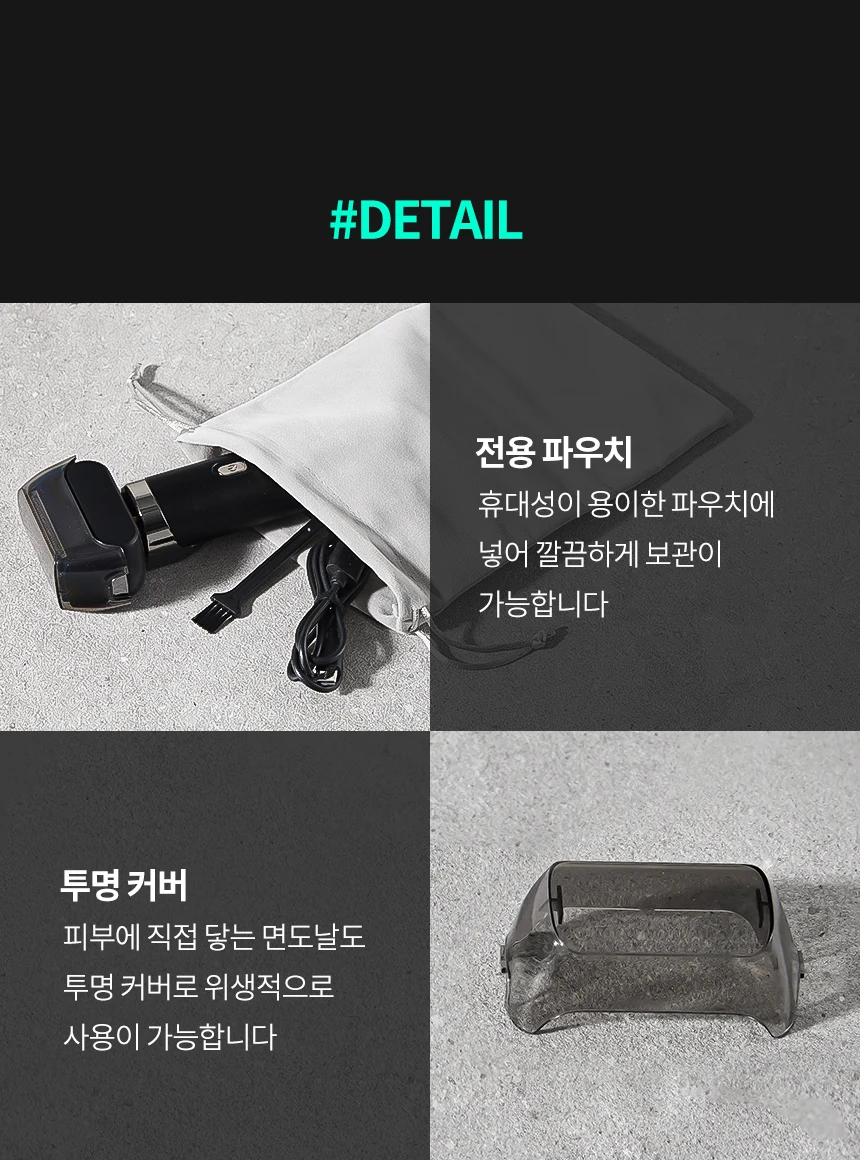 #DETAIL
전용 파우치
휴대성이 용이한 파우치에
넣어 깔끔하게 보관이
가능합니다
투명 커버
피부에 직접 닿는 면도날도
투명 커버로 위생적으로
사용이 가능합니다